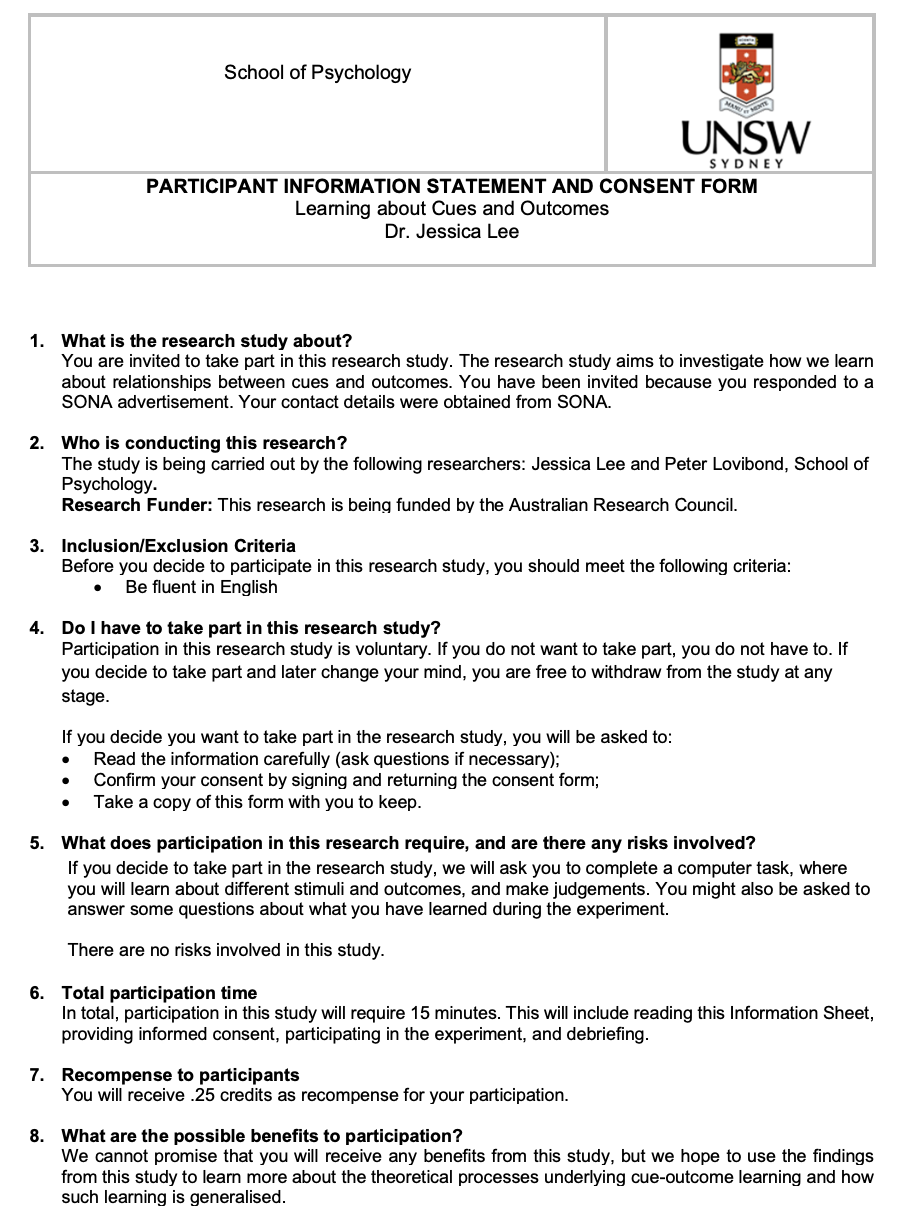 School of Psychology
MANU ET MENTE
UNSW
SYDNEY
PARTICIPANT INFORMATION STATEMENT AND CONSENT FORM
Learning about Cues and Outcomes
Dr. Jessica Lee
1. What is the research study about?
You are invited to take part in this research study. The research study aims to investigate how we learn
about relationships between cues and outcomes. You have been invited because you responded to a
SONA advertisement. Your contact details were obtained from SONA.
2. Who is conducting this research?
The study is being carried out by the following researchers: Jessica Lee and Peter Lovibond, School of
Psychology.
Research Funder: This research is being funded by the Australian Research Council.
3. Inclusion/Exclusion Criteria
Before you decide to participate in this research study, you should meet the following criteria:
• Be fluent in English
4. Do I have to take part in this research study?
Participation in this research study is voluntary. If you do not want to take part, you do not have to. If
you decide to take part and later change your mind, you are free to withdraw from the study at any
stage.
If you decide you want to take part in the research study, you will be asked to:
• Read the information carefully (ask questions if necessary);
• Confirm your consent by signing and returning the consent form;
• Take a copy of this form with you to keep.
5. What does participation in this research require, and are there any risks involved?
If you decide to take part in the research study, we will ask you to complete a computer task, where
you will learn about different stimuli and outcomes, and make judgements. You might also be asked to
answer some questions about what you have learned during the experiment.
There are no risks involved in this study.
6. Total participation time
In total, participation in this study will require 15 minutes. This will include reading this Information Sheet,
providing informed consent, participating in the experiment, and debriefing.
7. Recompense to participants
You will receive .25 credits as recompense for your participation.
8. What are the possible benefits to participation?
We cannot promise that you will receive any benefits from this study, but we hope to use the findings
from this study to learn more about the theoretical processes underlying cue-outcome learning and how
such learning is generalised.